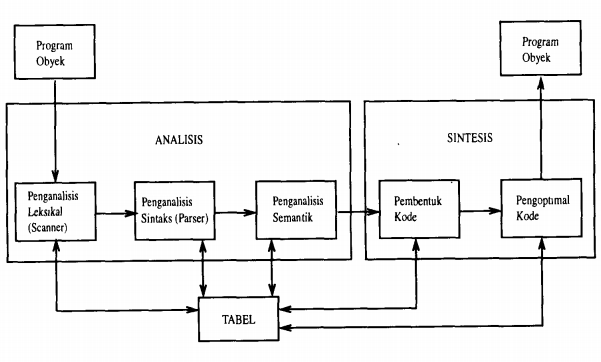 Program
Obyek
Program
Obyek
ANALISIS
SINTESIS
Penganalisis
Leksikal
(Scanner)
Penganalisis
Sintaks (Parser)
Penganalisis
Semantik
Pembentuk
Kode
Pengoptimal
Kode
TABEL